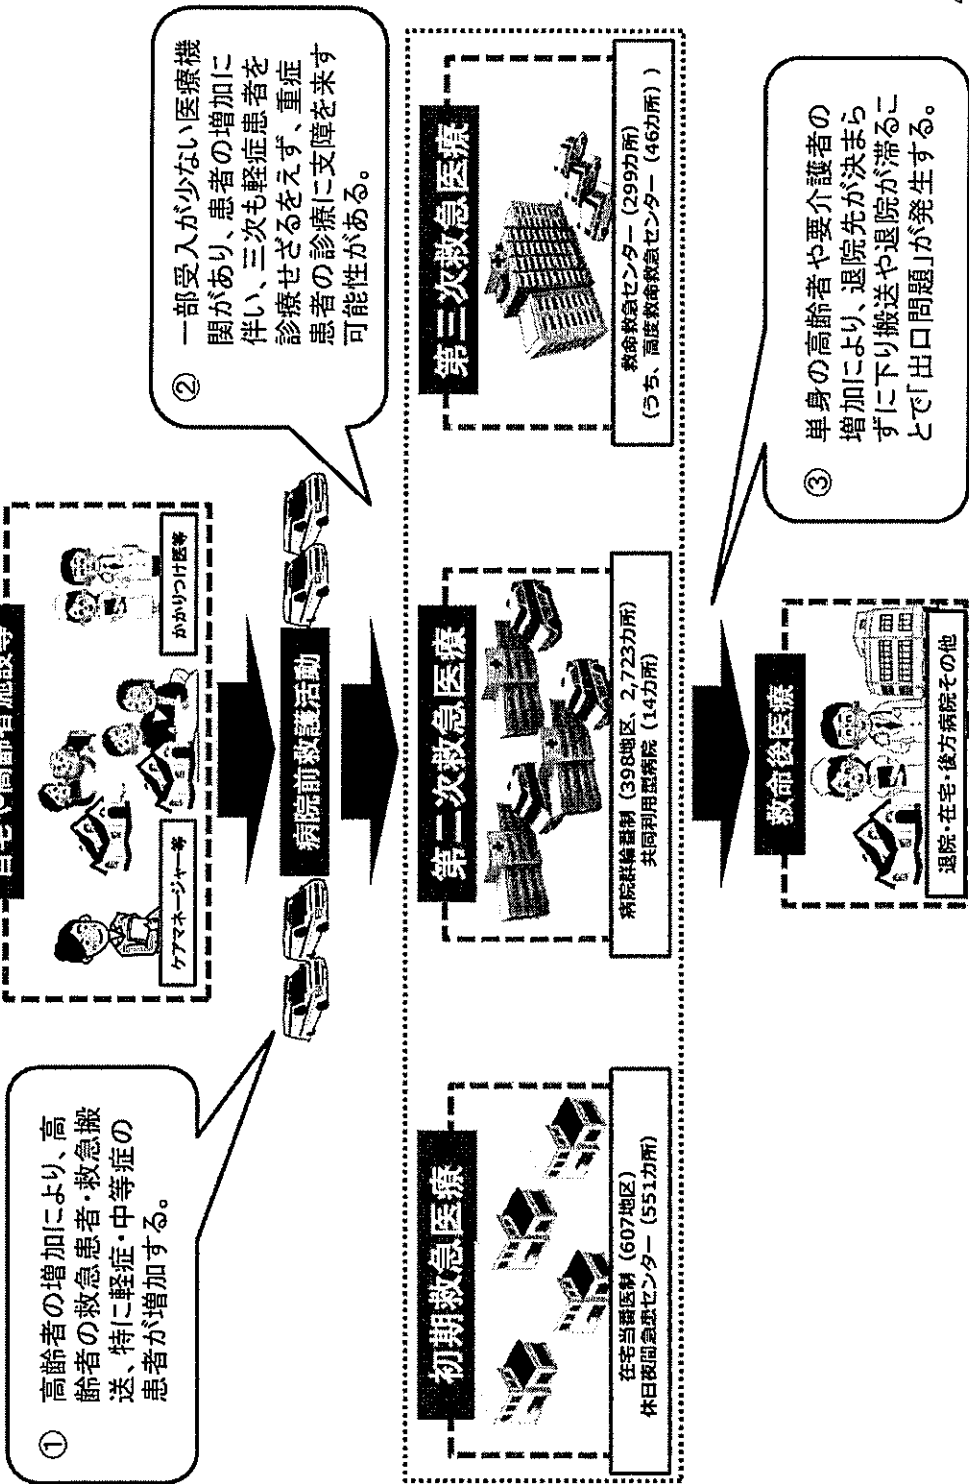 自宅や高齢者施設等
ケアマネージャー等
かかりつけ医等
① 高齢者の増加により、高
齢者の救急患者・救急搬
送、特に軽症・中等症の
患者が増加する。
病院前救護活動
② 一部受入が少ない医療機
関があり、患者の増加に
伴い、三次も軽症患者を
診療せざるをえず、重症
患者の診療に支障を来す
可能性がある。
初期救急医療
在宅当番医制（607地区）
休日夜間急患センター（551カ所）
第二次救急医療
病院群輪番制（398地区、2,723カ所）
共同利用型病院（14カ所）
第三次救急医療
救命救急センター（299カ所）
（うち、高度救命救急センター（46カ所））
③ 単身の高齢者や要介護者の
増加により、退院先が決まら
ずに下り搬送や退院が滞るこ
とで「出口問題」が発生する。
救命後医療
退院・在宅・後方病院その他